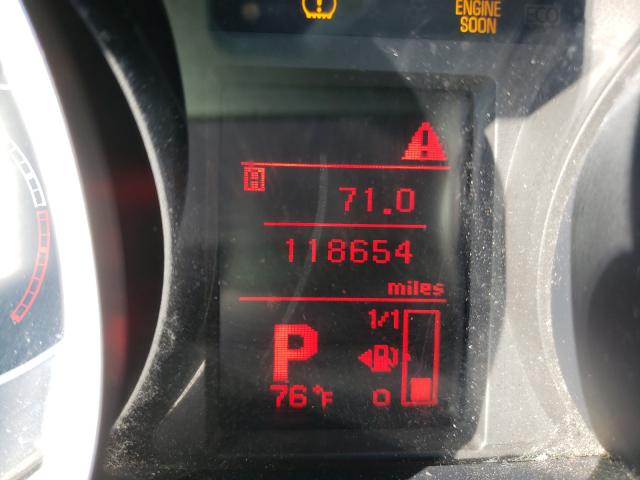 ENGINE
SOON
ECO
A
71.0
118654
miles
1/1
P
76°F
0